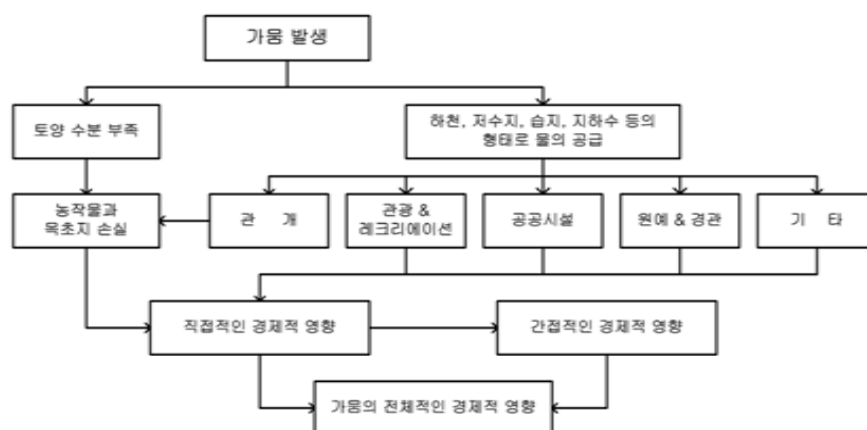 가뭄 발생
토양 수분 부족
하천, 저수지, 습지, 지하수 등의
형태로 물의 공급
농작물과
목초지 손실
관 개
관광 &
레크리에이션
공공시설
원예 & 경관
기 타
직접적인 경제적 영향
간접적인 경제적 영향
가뭄의 전체적인 경제적 영향